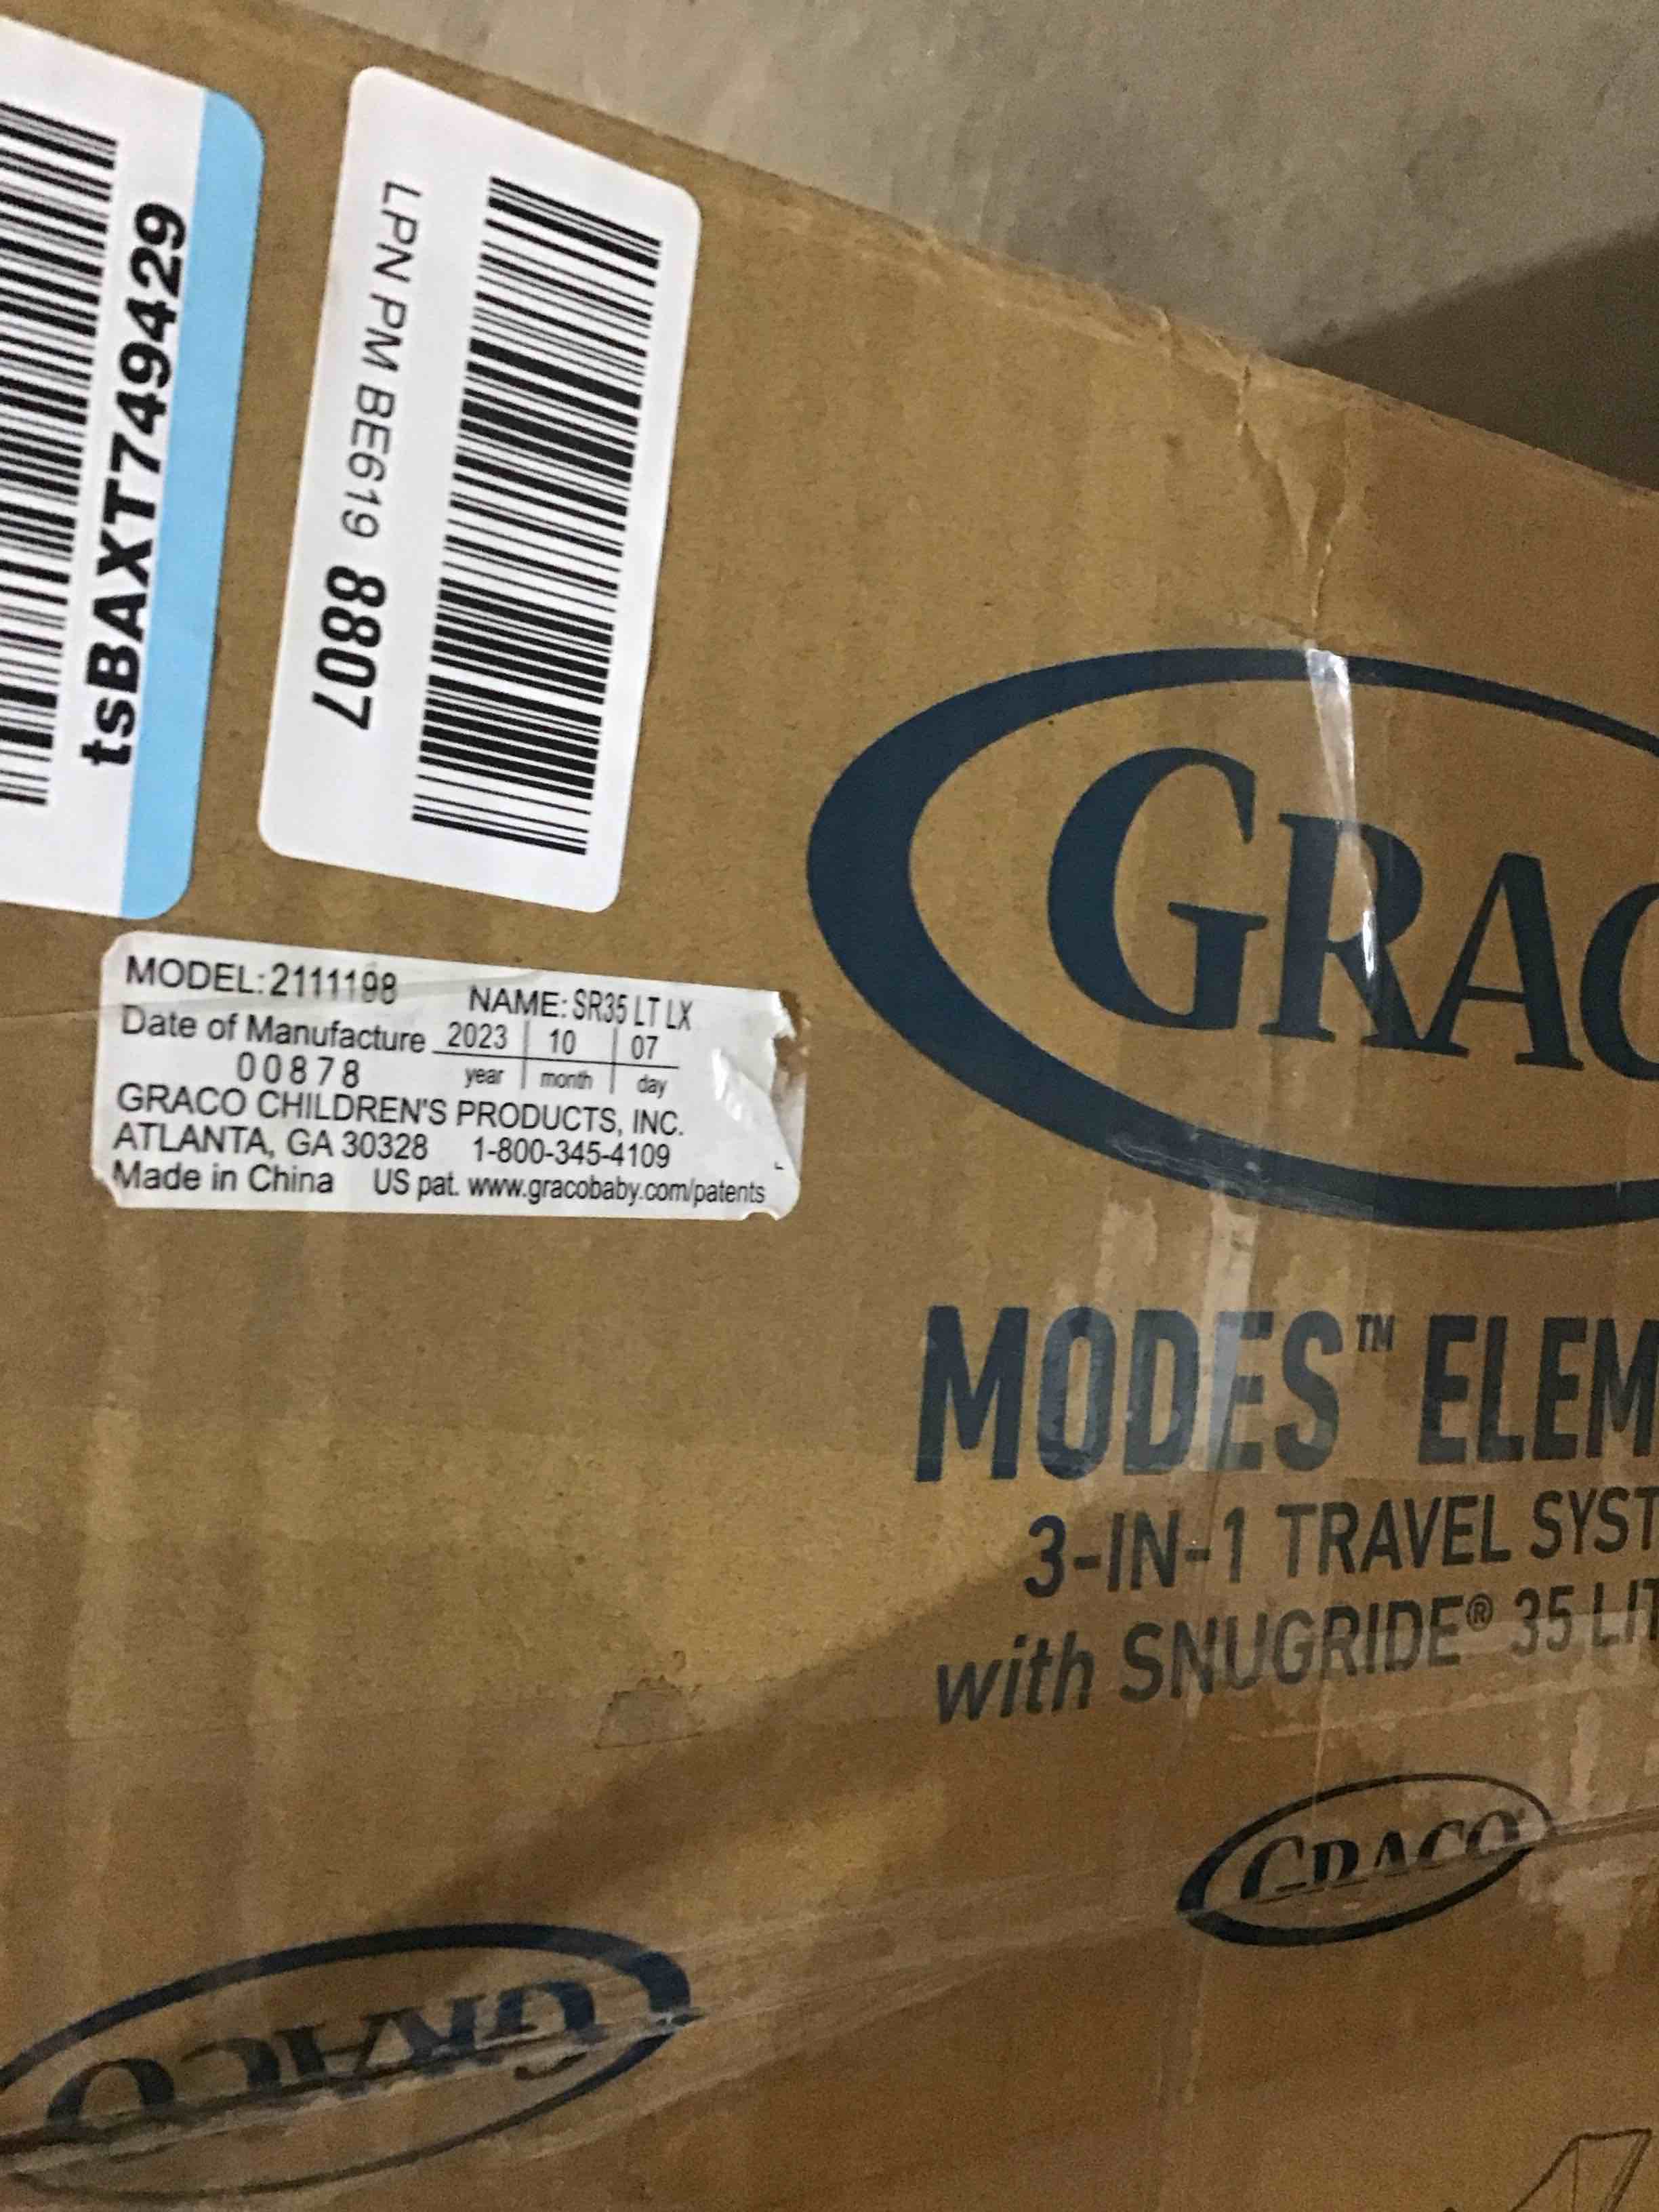 tsBAXT749429
LPN PM BE619 8807
MODEL: 2111198 NAME: SR35 LT LX
Date of Manufacture 2023 10 07
00878 year month day
GRACO CHILDREN'S PRODUCTS, INC.
ATLANTA, GA 30328 1-800-345-4109
Made in China US pat. www.gracobaby.com/patents
GRAC
MODES™ ELEM
3-IN-1 TRAVEL SYST
with SNUGRIDE® 35 LIT
GRACO
GRACO